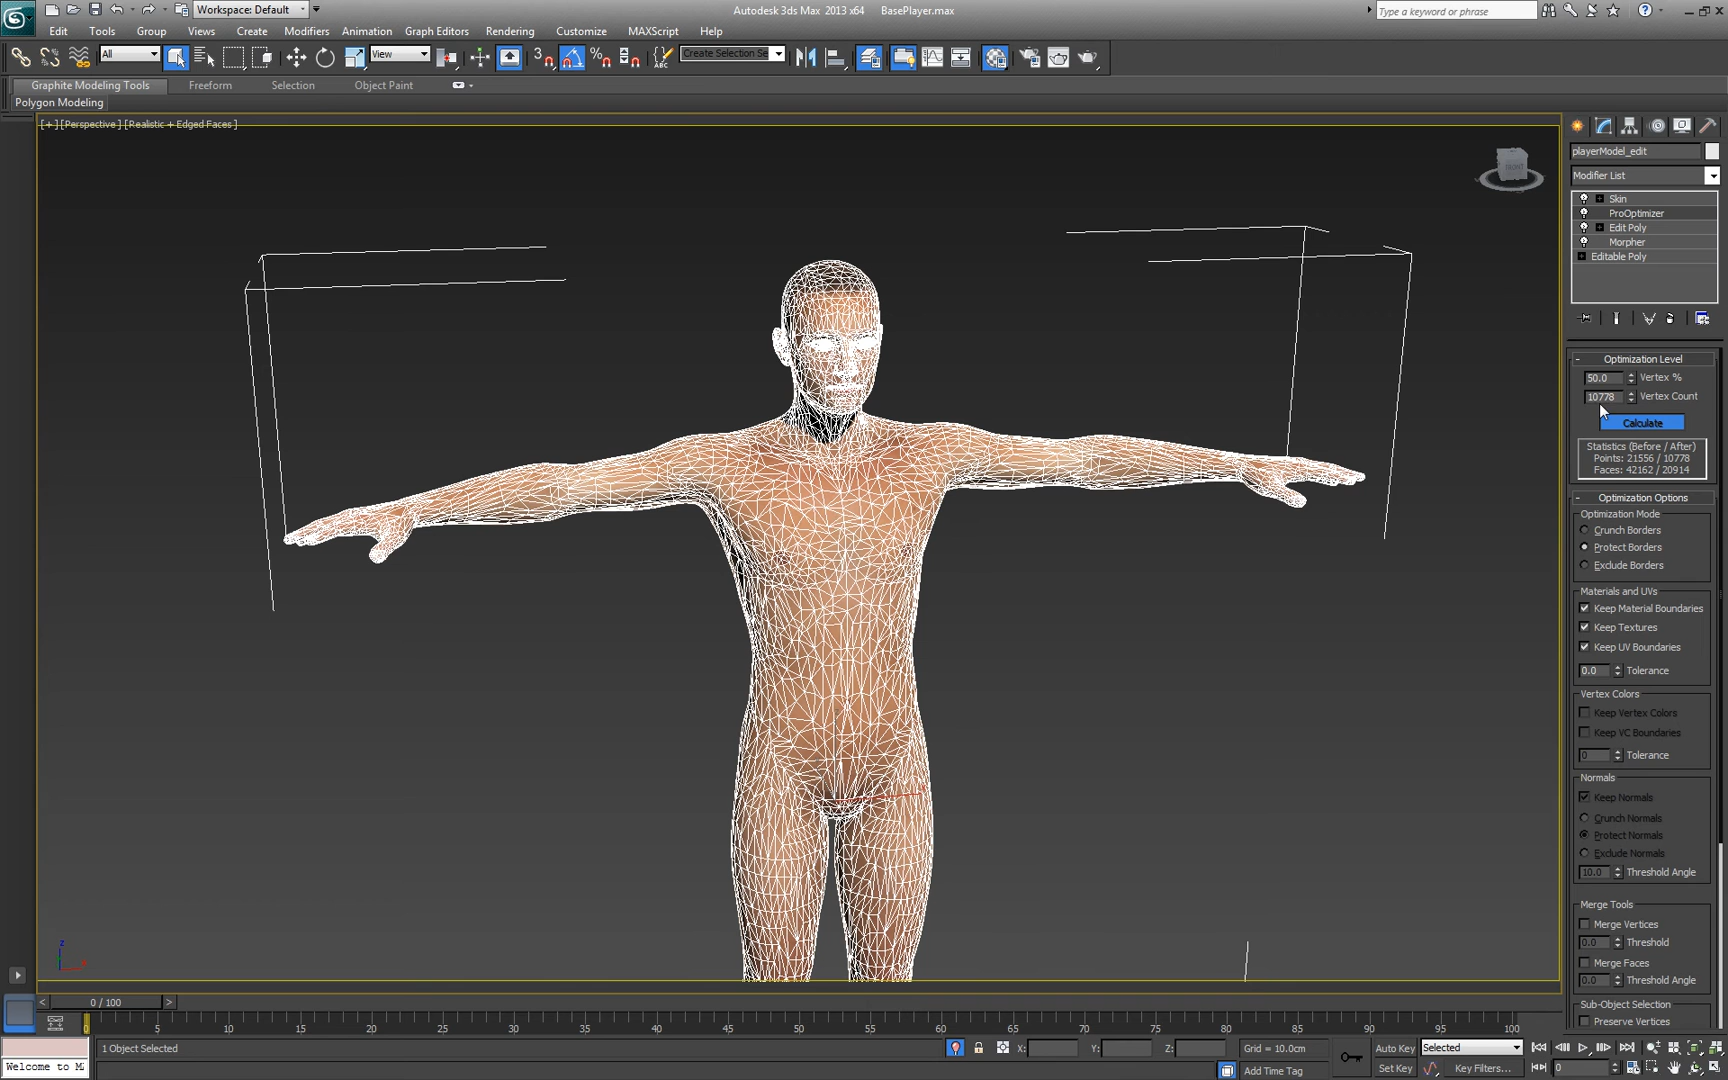 Workspace: Default
Autodesk 3ds Max 2013 x64 BasePlayer.max
Type a keyword or phrase
Edit Tools Group Views Create Modifiers Animation Graph Editors Rendering Customize MAXScript Help
All
View
3
Create Selection Se
Graphite Modeling Tools Freeform Selection Object Paint
Polygon Modeling
[+] [Perspective] [Realistic + Edged Faces]
FRONT
playerModel_edit
Modifier List
Skin
ProOptimizer
Edit Poly
Morpher
Editable Poly
Optimization Level
50.0 Vertex %
10778 Vertex Count
Calculate
Statistics (Before / After)
Points: 21556 / 10778
Faces: 42162 / 20914
Optimization Options
Optimization Mode
Crunch Borders
Protect Borders
Exclude Borders
Materials and UVs
Keep Material Boundaries
Keep Textures
Keep UV Boundaries
0.0 Tolerance
Vertex Colors
Keep Vertex Colors
Keep VC Boundaries
0 Tolerance
Normals
Keep Normals
Crunch Normals
Protect Normals
Exclude Normals
10.0 Threshold Angle
Merge Tools
Merge Vertices
0.0 Threshold
Merge Faces
0.0 Threshold Angle
Sub-Object Selection
Preserve Vertices
z
0 / 100
0 5 10 15 20 25 30 35 40 45 50 55 60 65 70 75 80 85 90 95 100
1 Object Selected
X: Y: Z: Grid = 10.0cm
Auto Key Selected
Welcome to M
Add Time Tag
Set Key Key Filters... 0